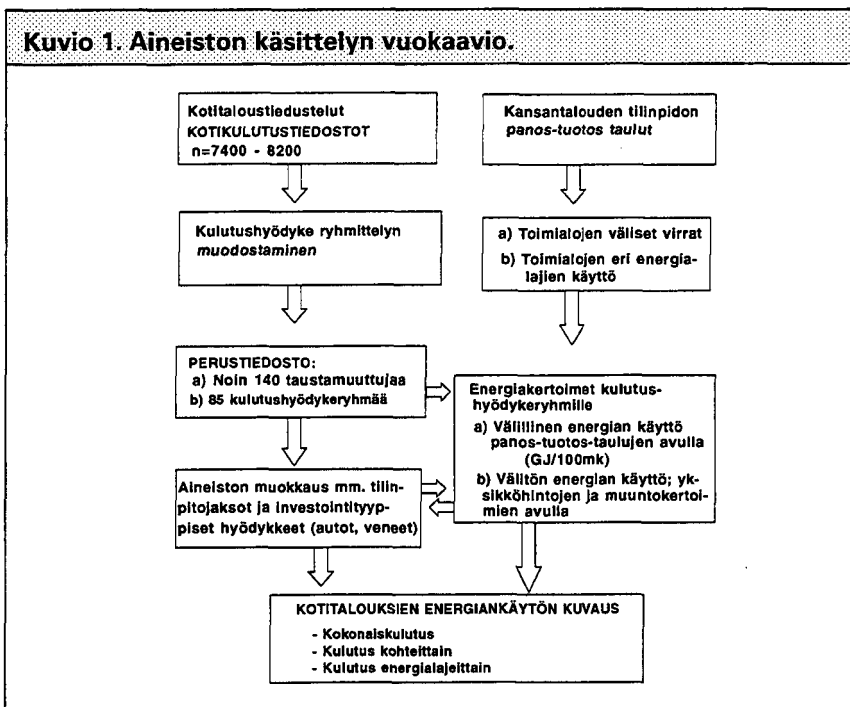 Kuvio 1. Aineiston käsittelyn vuokaavio.
Kotitaloustiedustelut
KOTIKULUTUSTIEDOSTOT
n=7400 - 8200
Kansantalouden tilinpidon
panos-tuotos taulut
Kulutushyödyke ryhmittelyn
muodostaminen
a) Toimialojen väliset virrat
b) Toimialojen eri energia-
lajien käyttö
PERUSTIEDOSTO:
a) Noin 140 taustamuuttujaa
b) 85 kulutushyödykeryhmää
Energiakertoimet kulutus-
hyödykeryhmille
a) Välillinen energian käyttö
panos-tuotos-taulujen avulla
(GJ/100mk)
b) Välitön energian käyttö; yk-
sikköhintojen ja muuntokertoi-
mien avulla
Aineiston muokkaus mm. tilin-
pitojaksot ja investointityyp-
piset hyödykkeet (autot, veneet)
KOTITALOUKSIEN ENERGIANKÄYTÖN KUVAUS
- Kokonaiskulutus
- Kulutus kohteittain
- Kulutus energialajeittain